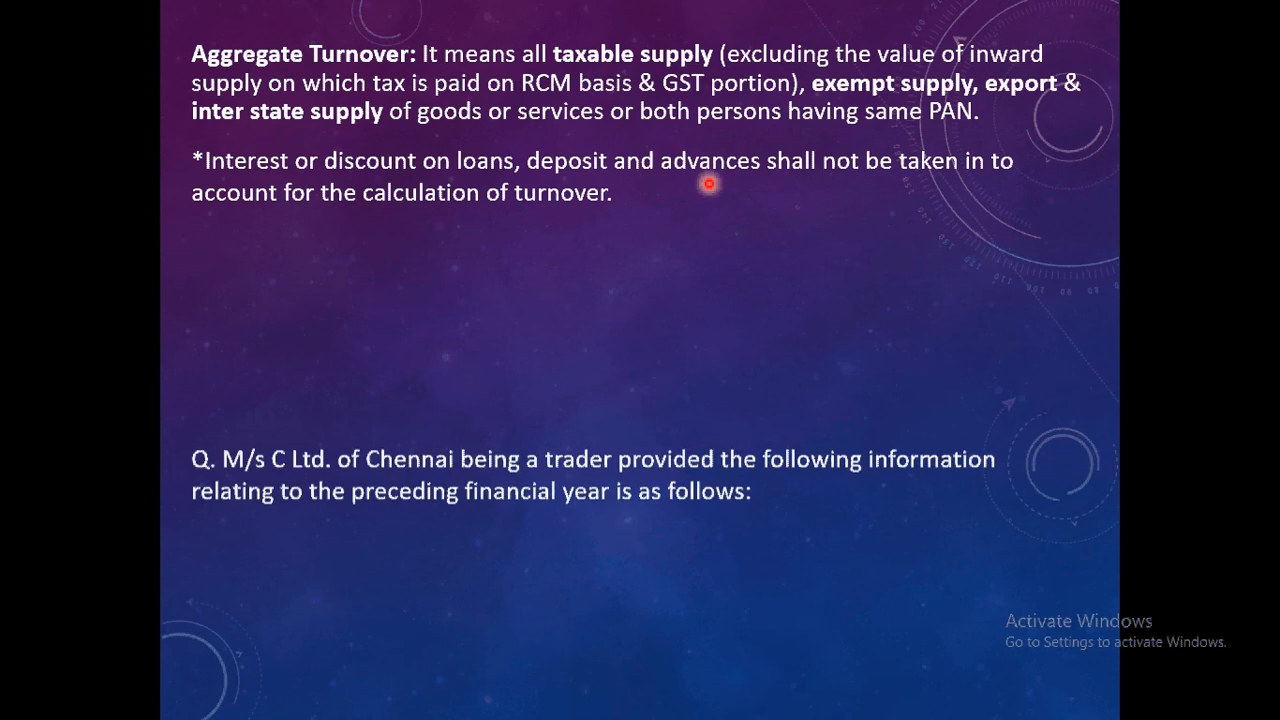 Aggregate Turnover: It means all taxable supply (excluding the value of inward
supply on which tax is paid on RCM basis & GST portion), exempt supply, export &
inter state supply of goods or services or both persons having same PAN.
*Interest or discount on loans, deposit and advances shall not be taken in to
account for the calculation of turnover.
Q. M/s C Ltd. of Chennai being a trader provided the following information
relating to the preceding financial year is as follows:
Activate Windows
Go to Settings to activate Windows.